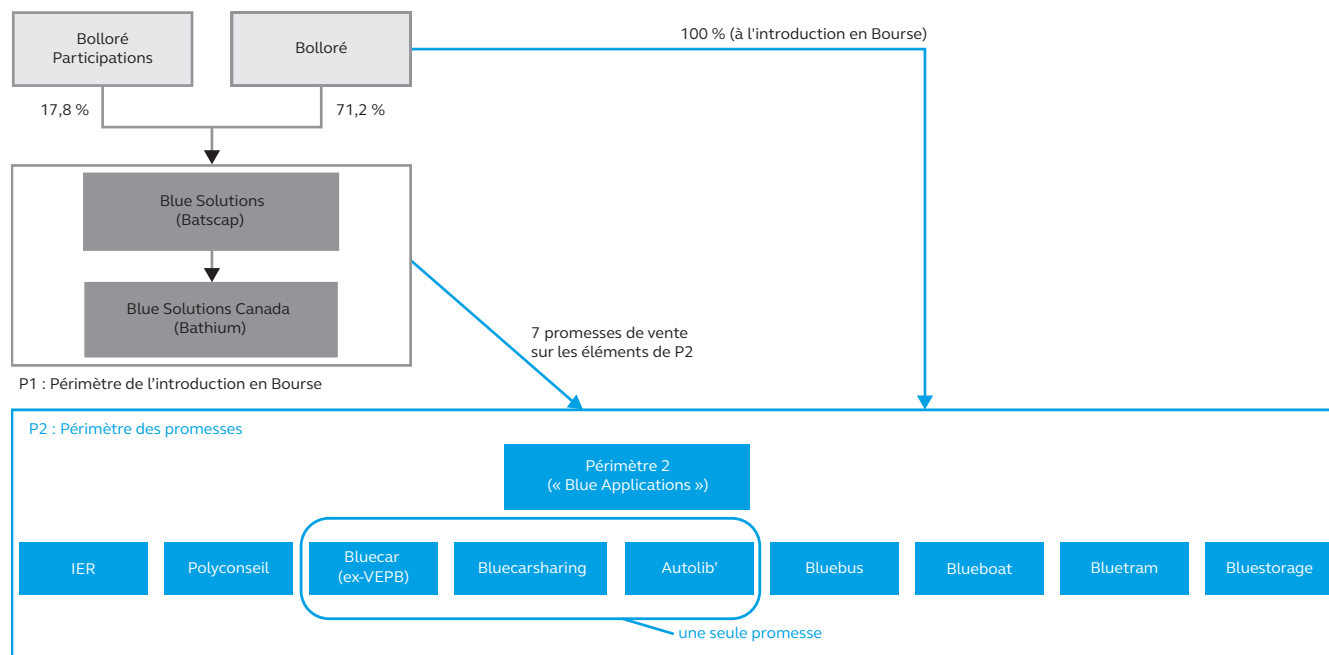 Bolloré
Participations
Bolloré
100 % (à l'introduction en Bourse)
17,8 %
71,2 %
Blue Solutions
(Batscap)
Blue Solutions Canada
(Bathium)
7 promesses de vente
sur les éléments de P2
P1 : Périmètre de l’introduction en Bourse
P2 : Périmètre des promesses
Périmètre 2
(« Blue Applications »)
IER
Polyconseil
Bluecar
(ex-VEPB)
Bluecarsharing
Autolib’
Bluebus
Blueboat
Bluetram
Bluestorage
une seule promesse